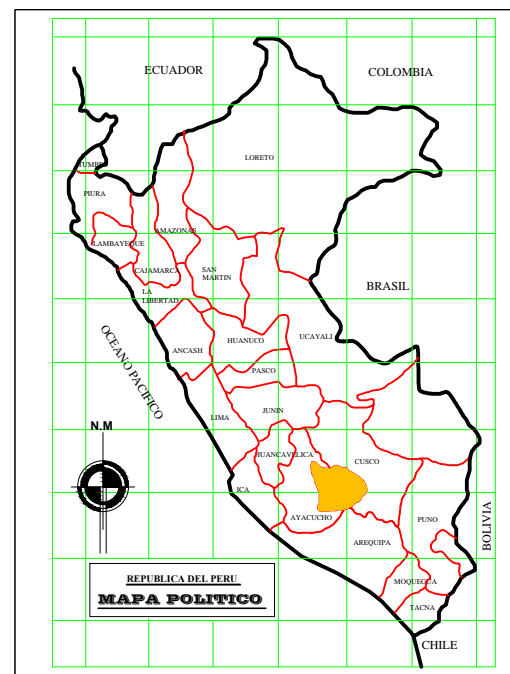 ECUADOR
COLOMBIA
LORETO
TUMBES
PIURA
AMAZONAS
LAMBAYEQUE
CAJAMARCA
SAN
MARTIN
LA
LIBERTAD
BRASIL
OCEANO PACIFICO
HUANUCO
UCAYALI
ANCASH
PASCO
LIMA
JUNIN
N.M
HUANCAVELICA
CUSCO
ICA
AYACUCHO
PUNO
BOLIVIA
AREQUIPA
REPUBLICA DEL PERU
MAPA POLITICO
MOQUEGUA
TACNA
CHILE